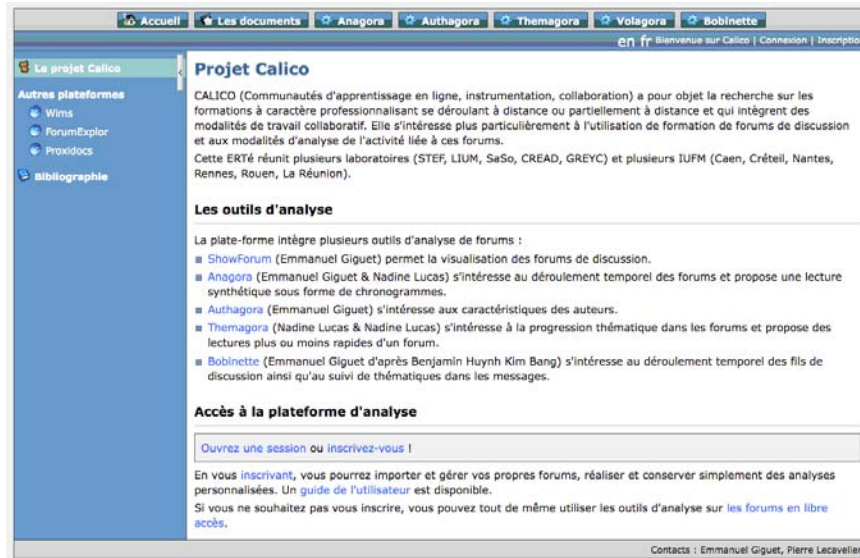 Accueil Les documents Anagora Authagora Themagora Volagora Bobinette
en fr Bienvenue sur Calico | Connexion | Inscriptio
Le projet Calico
Autres plateformes
Wims
ForumExplor
Proxidocs
Bibliographie
Projet Calico
CALICO (Communautés d'apprentissage en ligne, instrumentation, collaboration) a pour objet la recherche sur les
formations à caractère professionnalisant se déroulant à distance ou partiellement à distance et qui intègrent des
modalités de travail collaboratif. Elle s'intéresse plus particulièrement à l'utilisation de formation de forums de discussion
et aux modalités d'analyse de l'activité liée à ces forums.
Cette ERTé réunit plusieurs laboratoires (STEF, LIUM, SaSo, CREAD, GREYC) et plusieurs IUFM (Caen, Créteil, Nantes,
Rennes, Rouen, La Réunion).
Les outils d'analyse
La plate-forme intègre plusieurs outils d'analyse de forums :
ShowForum (Emmanuel Giguet) permet la visualisation des forums de discussion.
Anagora (Emmanuel Giguet & Nadine Lucas) s'intéresse au déroulement temporel des forums et propose une lecture
synthétique sous forme de chronogrammes.
Authagora (Emmanuel Giguet) s'intéresse aux caractéristiques des auteurs.
Themagora (Nadine Lucas & Nadine Lucas) s'intéresse à la progression thématique dans les forums et propose des
lectures plus ou moins rapides d'un forum.
Bobinette (Emmanuel Giguet d'après Benjamin Huynh Kim Bang) s'intéresse au déroulement temporel des fils de
discussion ainsi qu'au suivi de thématiques dans les messages.
Accès à la plateforme d'analyse
Ouvrez une session ou inscrivez-vous !
En vous inscrivant, vous pourrez importer et gérer vos propres forums, réaliser et conserver simplement des analyses
personnalisées. Un guide de l'utilisateur est disponible.
Si vous ne souhaitez pas vous inscrire, vous pouvez tout de même utiliser les outils d'analyse sur les forums en libre
accès.
Contacts : Emmanuel Giguet, Pierre Lecavelier